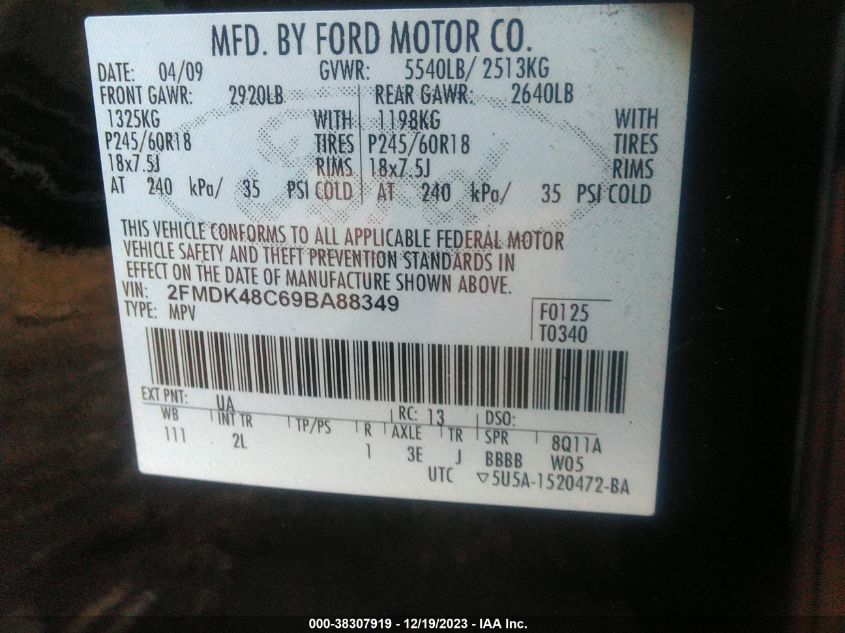 MFD. BY FORD MOTOR CO.
DATE: 04/09 GVWR: 5540LB/ 2513KG
FRONT GAWR: 2920LB REAR GAWR: 2640LB
1325KG WITH 1198KG WITH
P245/60R18 TIRES P245/60R18 TIRES
18x7.5J RIMS 18x7.5J RIMS
AT 240 kPa/ 35 PSI COLD AT 240 kPa/ 35 PSI COLD
THIS VEHICLE CONFORMS TO ALL APPLICABLE FEDERAL MOTOR
VEHICLE SAFETY AND THEFT PREVENTION STANDARDS IN
EFFECT ON THE DATE OF MANUFACTURE SHOWN ABOVE.
VIN: 2FMDK48C69BA88349 F0125
TYPE: MPV T0340
EXT PNT: UA RC: 13 DSO:
WB INT TR TP/PS R AXLE TR SPR 8Q11A
111 2L 1 3E J BBBB W05
UTC ▽5U5A-1520472-BA
000-38307919 - 12/19/2023 - IAA Inc.